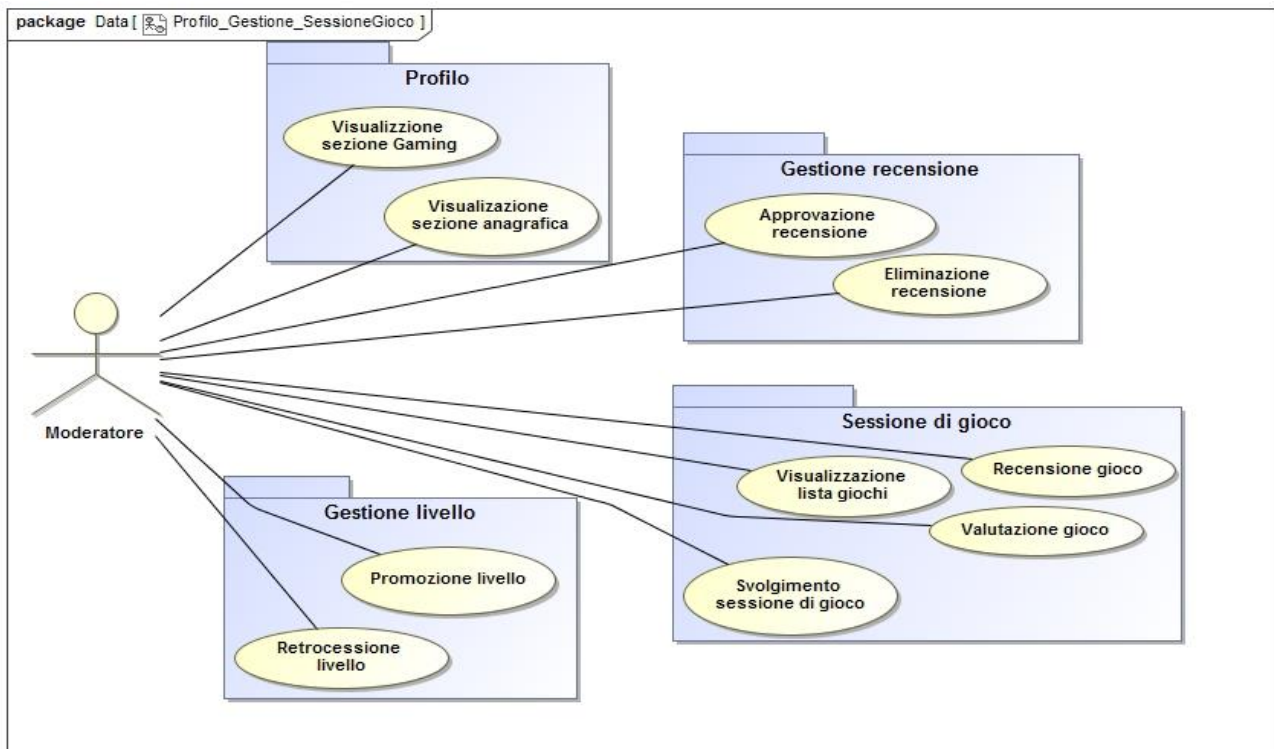 package Data [ Profilo_Gestione_SessioneGioco ]
Profilo
Visualizzione
sezione Gaming
Visualizazione
sezione anagrafica
Gestione recensione
Approvazione
recensione
Eliminazione
recensione
Moderatore
Sessione di gioco
Recensione gioco
Visualizzazione
lista giochi
Valutazione gioco
Svolgimento
sessione di gioco
Gestione livello
Promozione livello
Retrocessione
livello